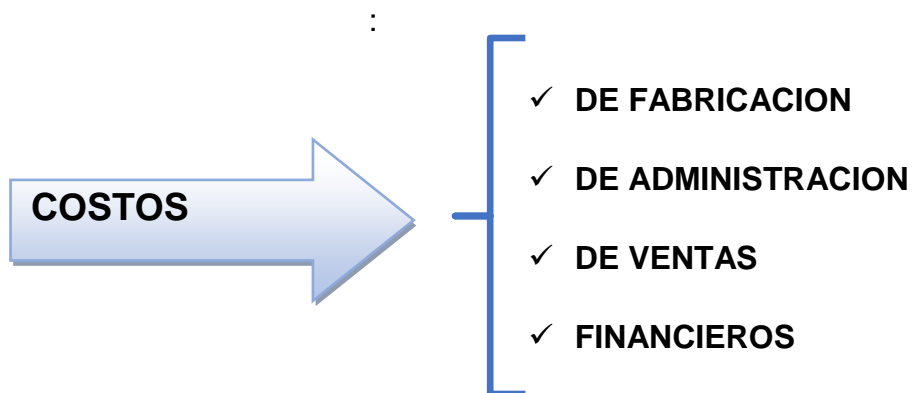 :
DE FABRICACION
DE ADMINISTRACION
COSTOS
DE VENTAS
FINANCIEROS